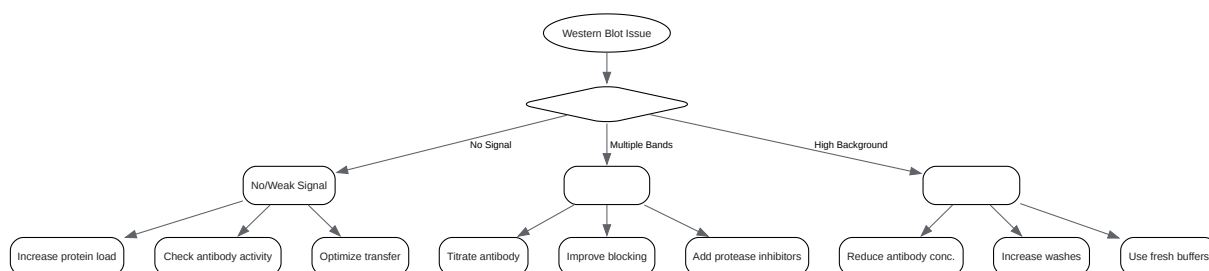 Western Blot Issue
No Signal
Multiple Bands
High Background
No/Weak Signal
Increase protein load
Check antibody activity
Optimize transfer
Titrate antibody
Improve blocking
Add protease inhibitors
Reduce antibody conc.
Increase washes
Use fresh buffers